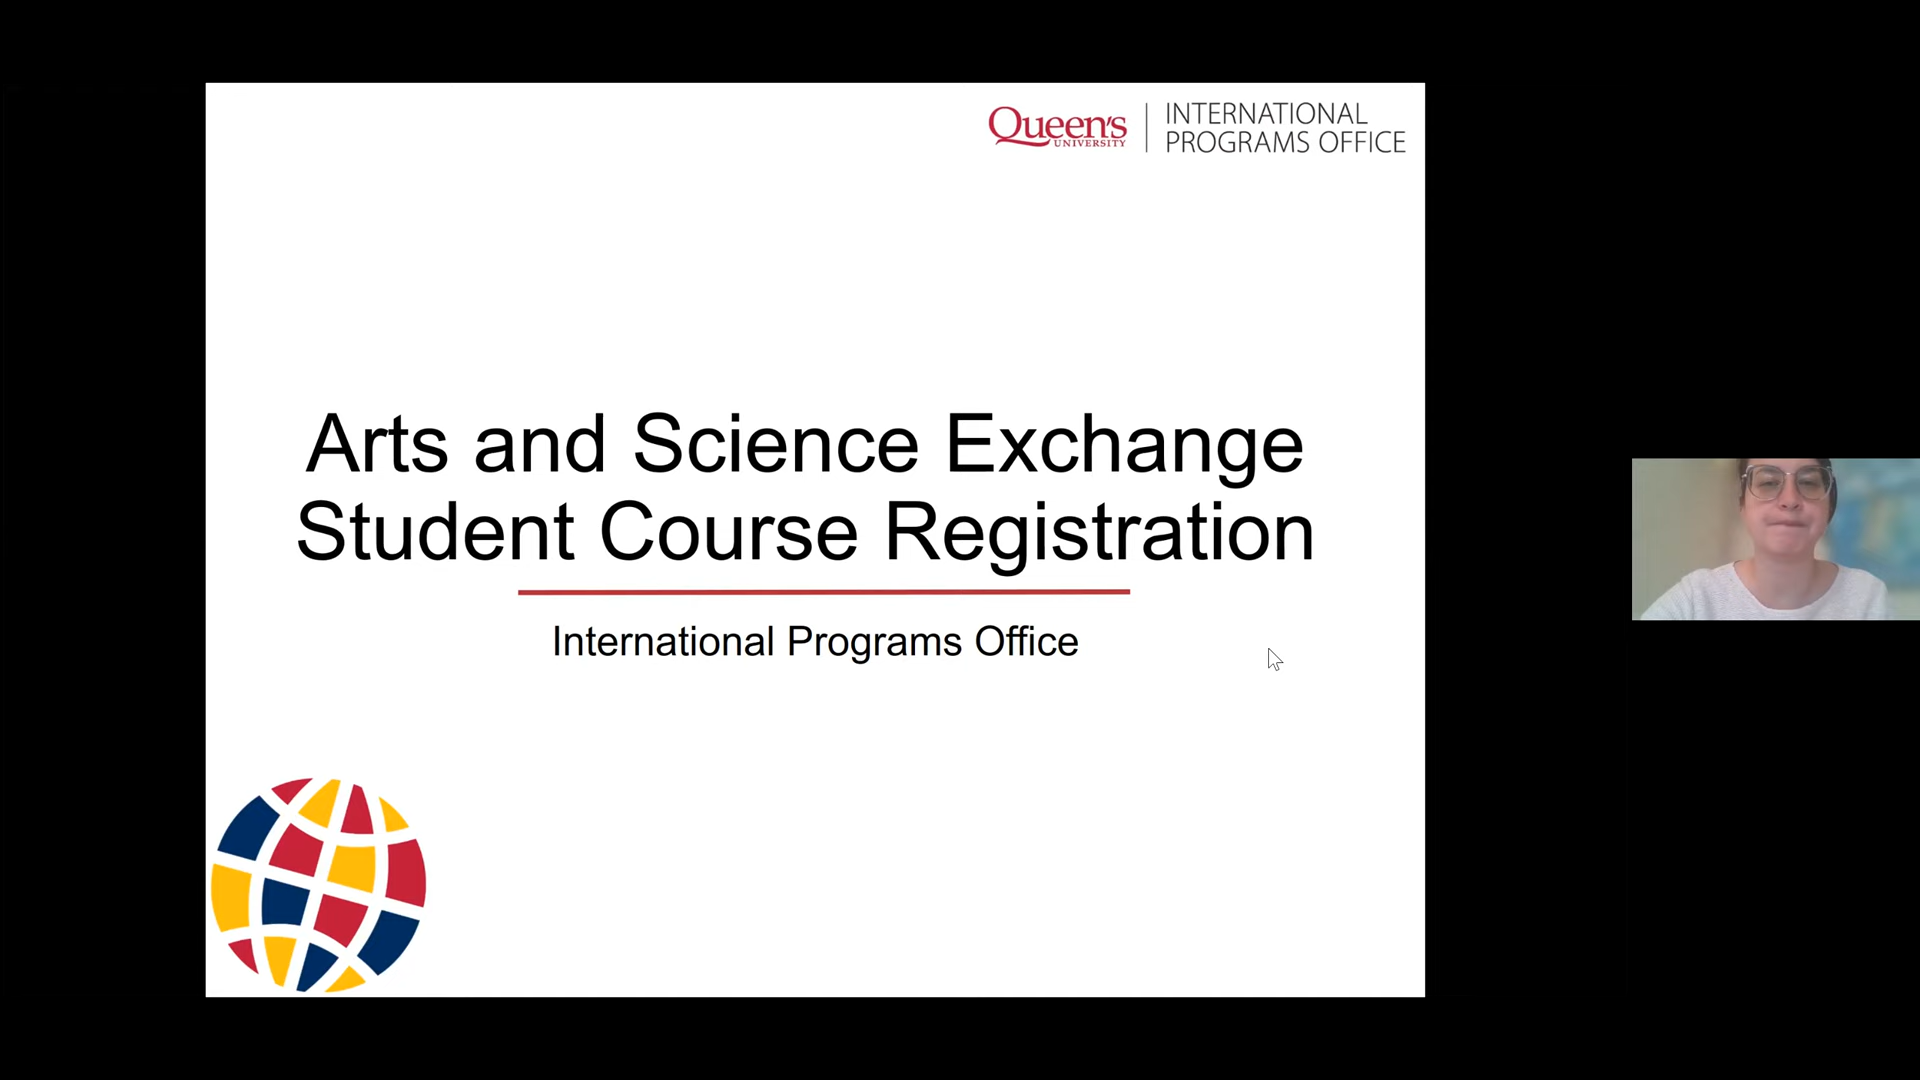 Queen's
UNIVERSITY
INTERNATIONAL
PROGRAMS OFFICE
Arts and Science Exchange
Student Course Registration
International Programs Office